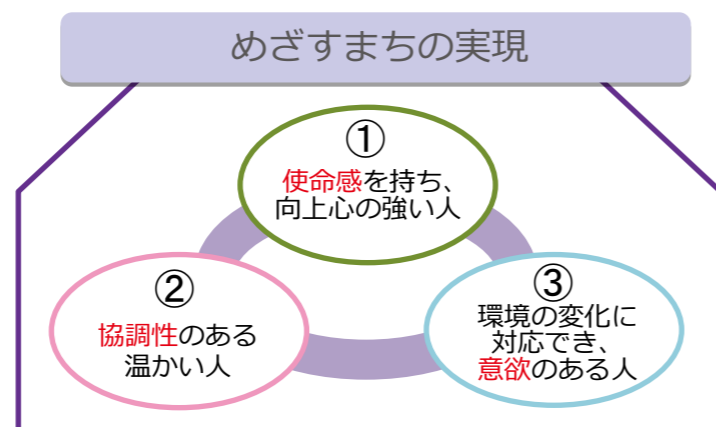 めざすまちの実現
①
使命感を持ち、
向上心の強い人
②
協調性のある
温かい人
③
環境の変化に
対応でき、
意欲のある人